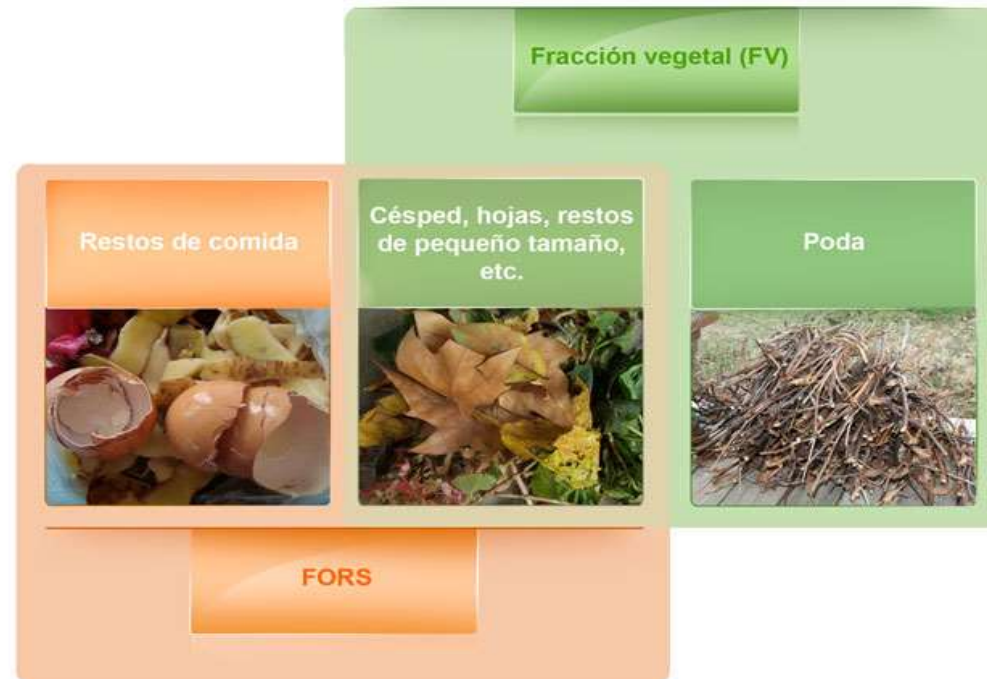 Fracción vegetal (FV)
Restos de comida
Césped, hojas, restos
de pequeño tamaño,
etc.
Poda
FORS